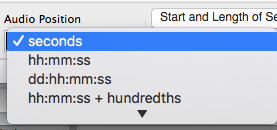 Audio Position
Start and Length of Se
✓ seconds
hh:mm:ss
dd:hh:mm:ss
hh:mm:ss + hundredths